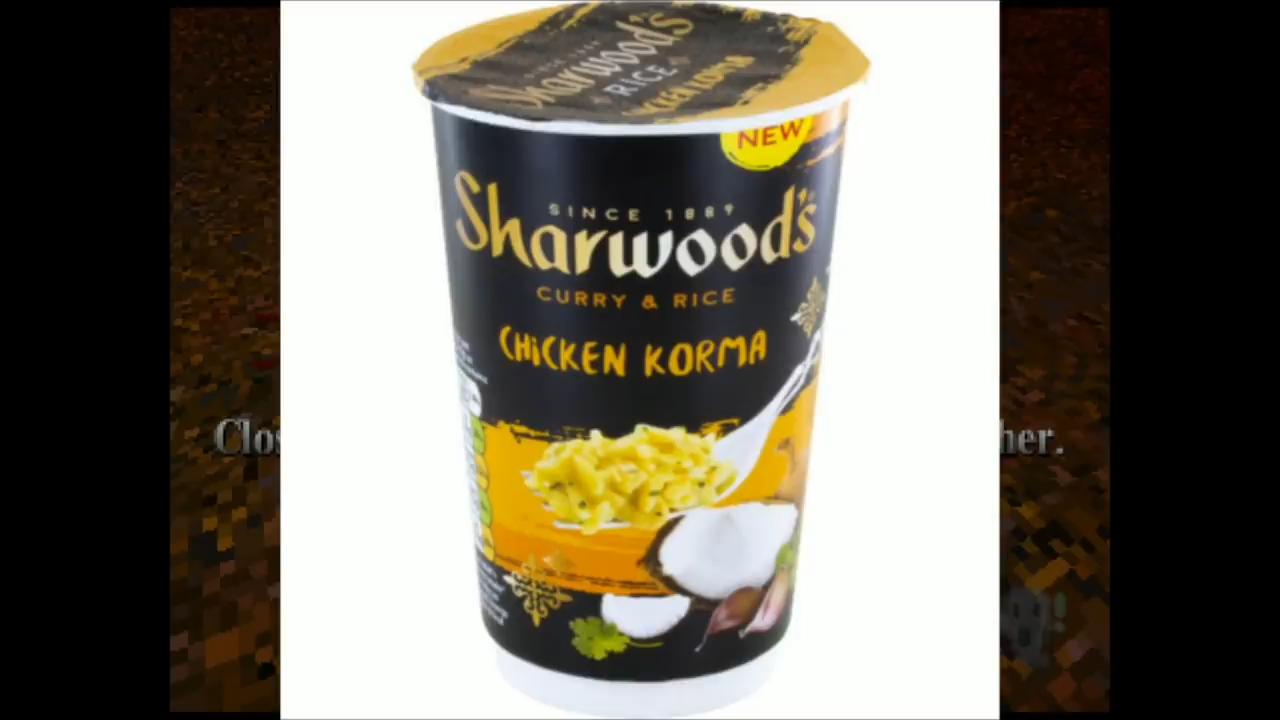 Sharwood's
RICE
NEW
SINCE 1889
Sharwood's
CURRY & RICE
CHICKEN KORMA
Clos
her.